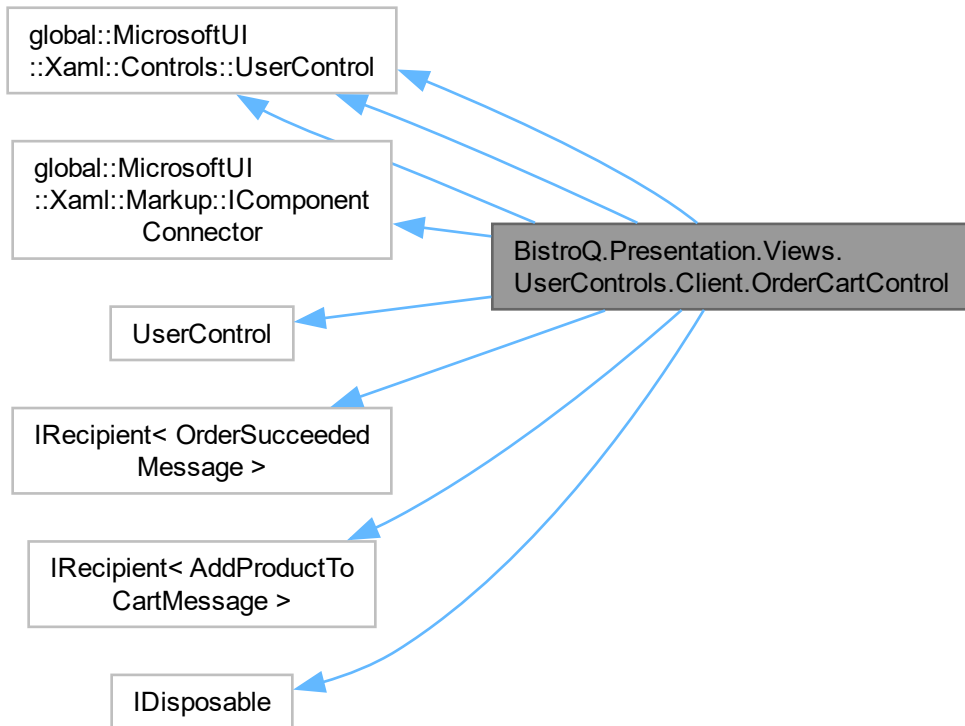 global::MicrosoftUI
::Xaml::Controls::UserControl
global::MicrosoftUI
::Xaml::Markup::IComponent
Connector
BistroQ.Presentation.Views.
UserControls.Client.OrderCartControl
UserControl
IRecipient< OrderSucceeded
Message >
IRecipient< AddProductTo
CartMessage >
IDisposable